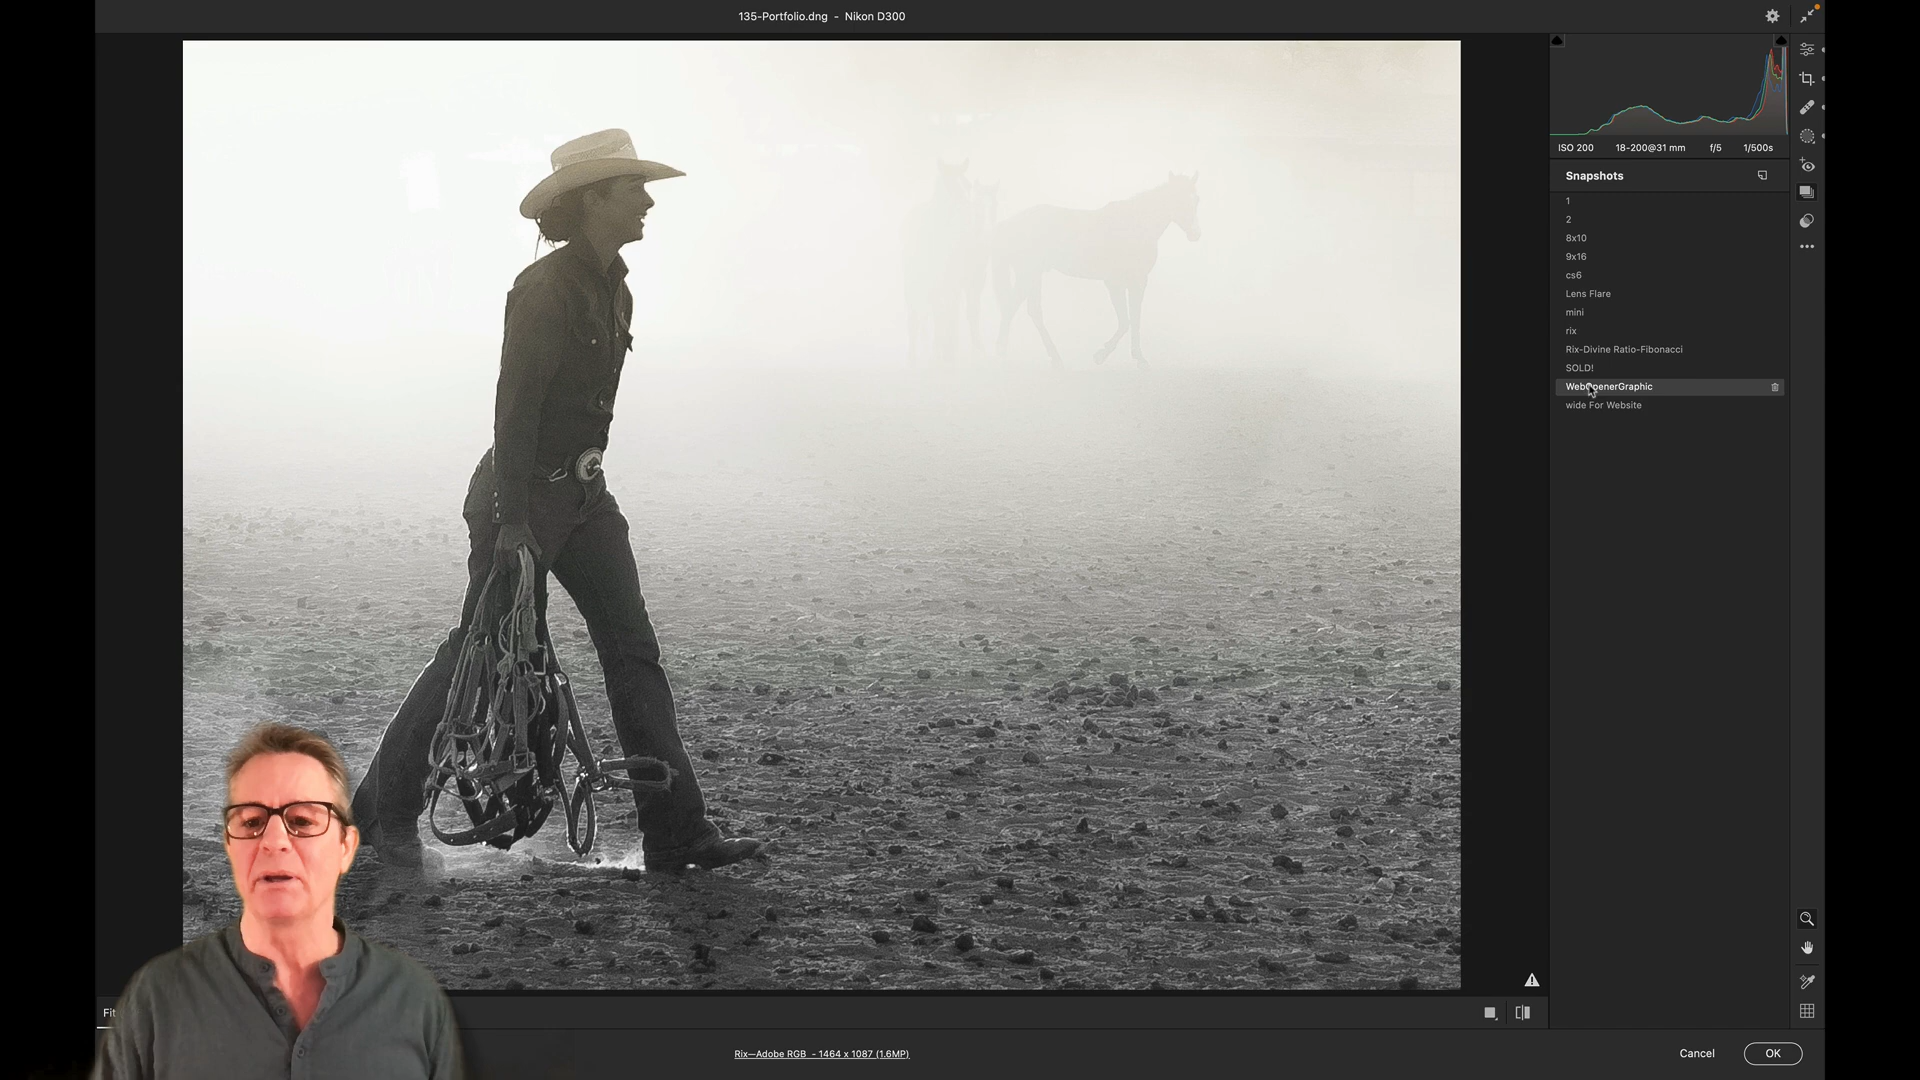 135-Portfolio.dng - Nikon D300
ISO 200 18-200@31 mm f/5 1/500s
Snapshots
1
2
8x10
9x16
cs6
Lens Flare
mini
rix
Rix-Divine Ratio-Fibonacci
SOLD!
WebOpenerGraphic
wide For Website
Fit
Rix—Adobe RGB - 1464 x 1087 (1.6MP)
Cancel OK